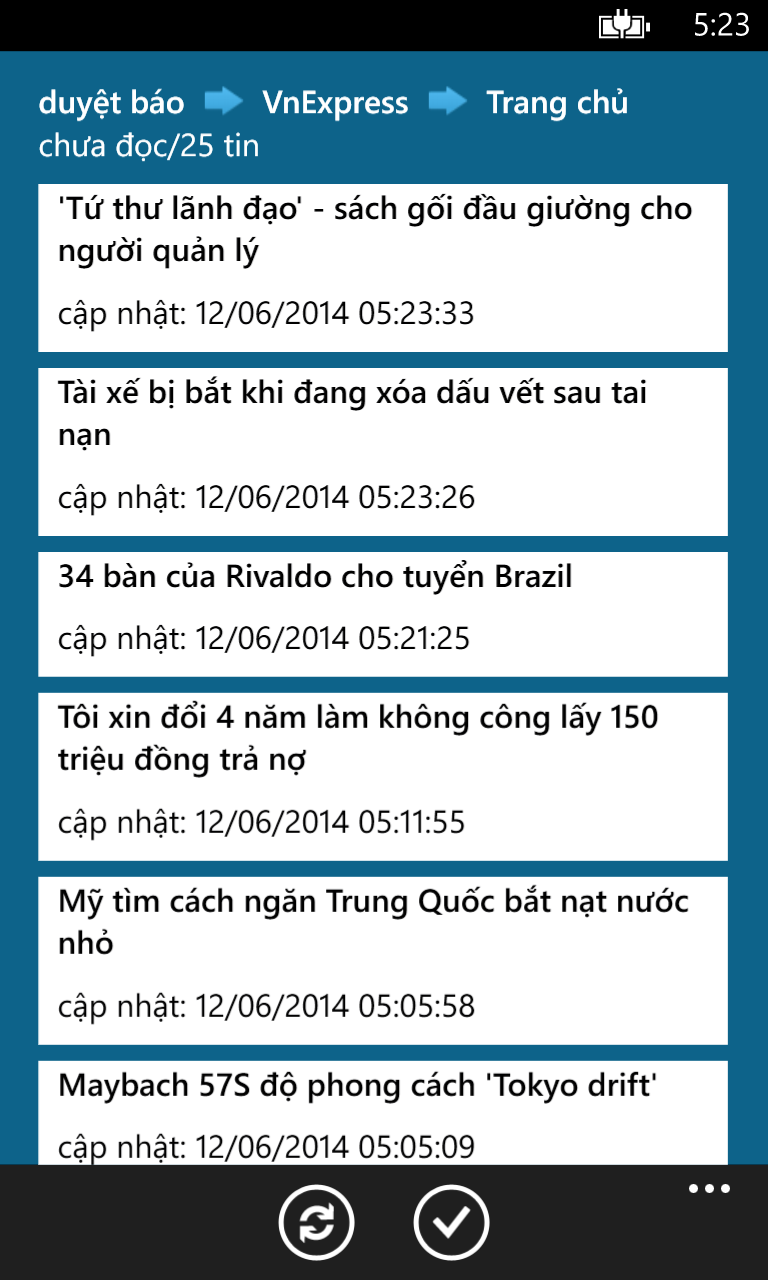 5:23
duyệt báo VnExpress Trang chủ
chưa đọc/25 tin
'Tứ thư lãnh đạo' - sách gối đầu giường cho
người quản lý
cập nhật: 12/06/2014 05:23:33
Tài xế bị bắt khi đang xóa dấu vết sau tai
nạn
cập nhật: 12/06/2014 05:23:26
34 bàn của Rivaldo cho tuyển Brazil
cập nhật: 12/06/2014 05:21:25
Tôi xin đổi 4 năm làm không công lấy 150
triệu đồng trả nợ
cập nhật: 12/06/2014 05:11:55
Mỹ tìm cách ngăn Trung Quốc bắt nạt nước
nhỏ
cập nhật: 12/06/2014 05:05:58
Maybach 57S độ phong cách 'Tokyo drift'
cập nhật: 12/06/2014 05:05:09